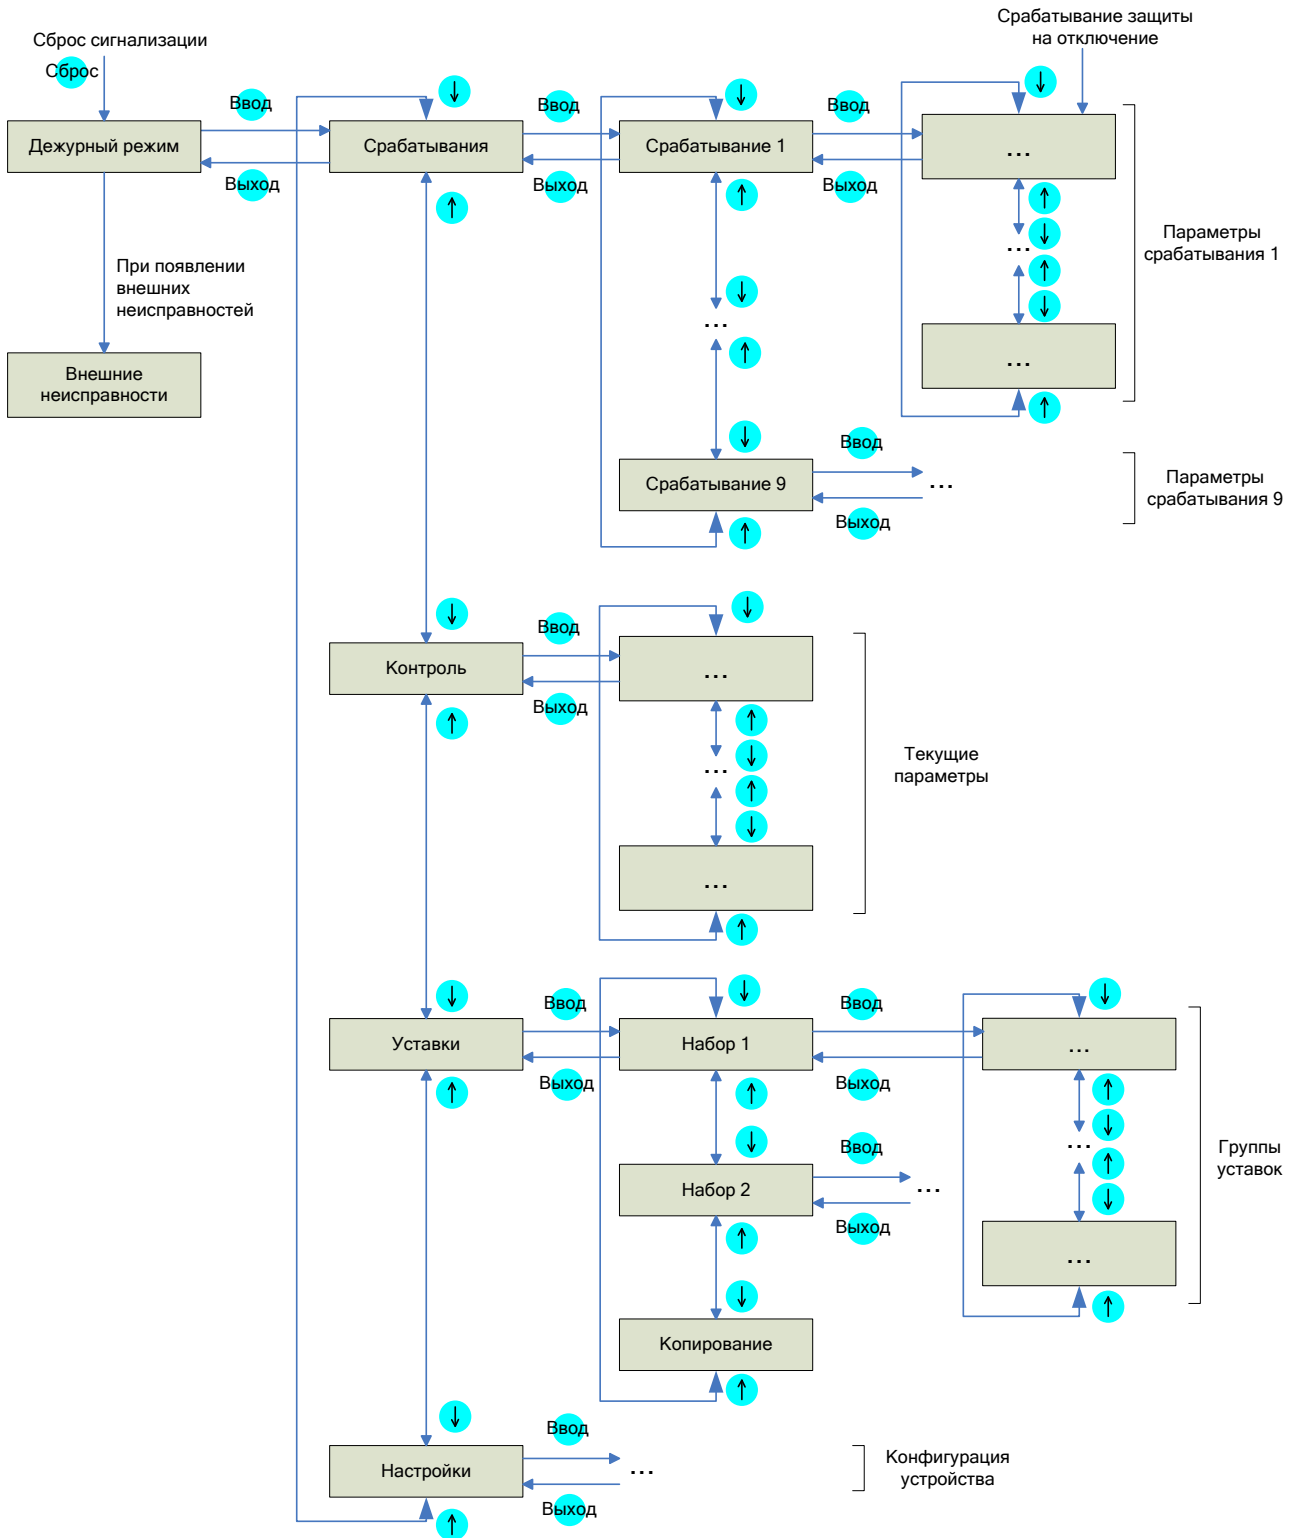 Сброс сигнализации
Сброс
Срабатывание защиты
на отключение
↓
↓
↓
Ввод
Ввод
Ввод
Дежурный режим
Срабатывания
Срабатывание 1
...
Выход
Выход
Выход
↑
↑
↑
↓
...
↑
↓
Параметры
срабатывания 1
При появлении
внешних
неисправностей
↓
...
↑
Внешние
неисправности
...
↑
↓
Ввод
Срабатывание 9
...
Выход
↑
Параметры
срабатывания 9
↓
↓
Ввод
Контроль
...
Выход
↑
↑
↓
...
↑
↓
Текущие
параметры
...
↑
↓
↓
↓
Ввод
Ввод
Уставки
Набор 1
...
Выход
Выход
↑
↑
↑
↓
...
↑
↓
Группы
уставок
↓
Ввод
Набор 2
...
Выход
↑
...
↑
↓
Копирование
↑
↓
Ввод
Настройки
...
Выход
↑
Конфигурация
устройства